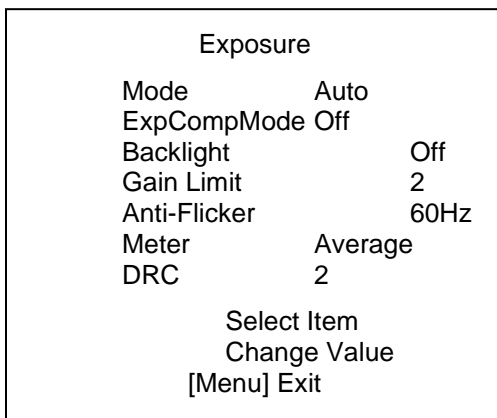 Exposure
Mode Auto
ExpCompMode Off
Backlight Off
Gain Limit 2
Anti-Flicker 60Hz
Meter Average
DRC 2
Select Item
Change Value
[Menu] Exit